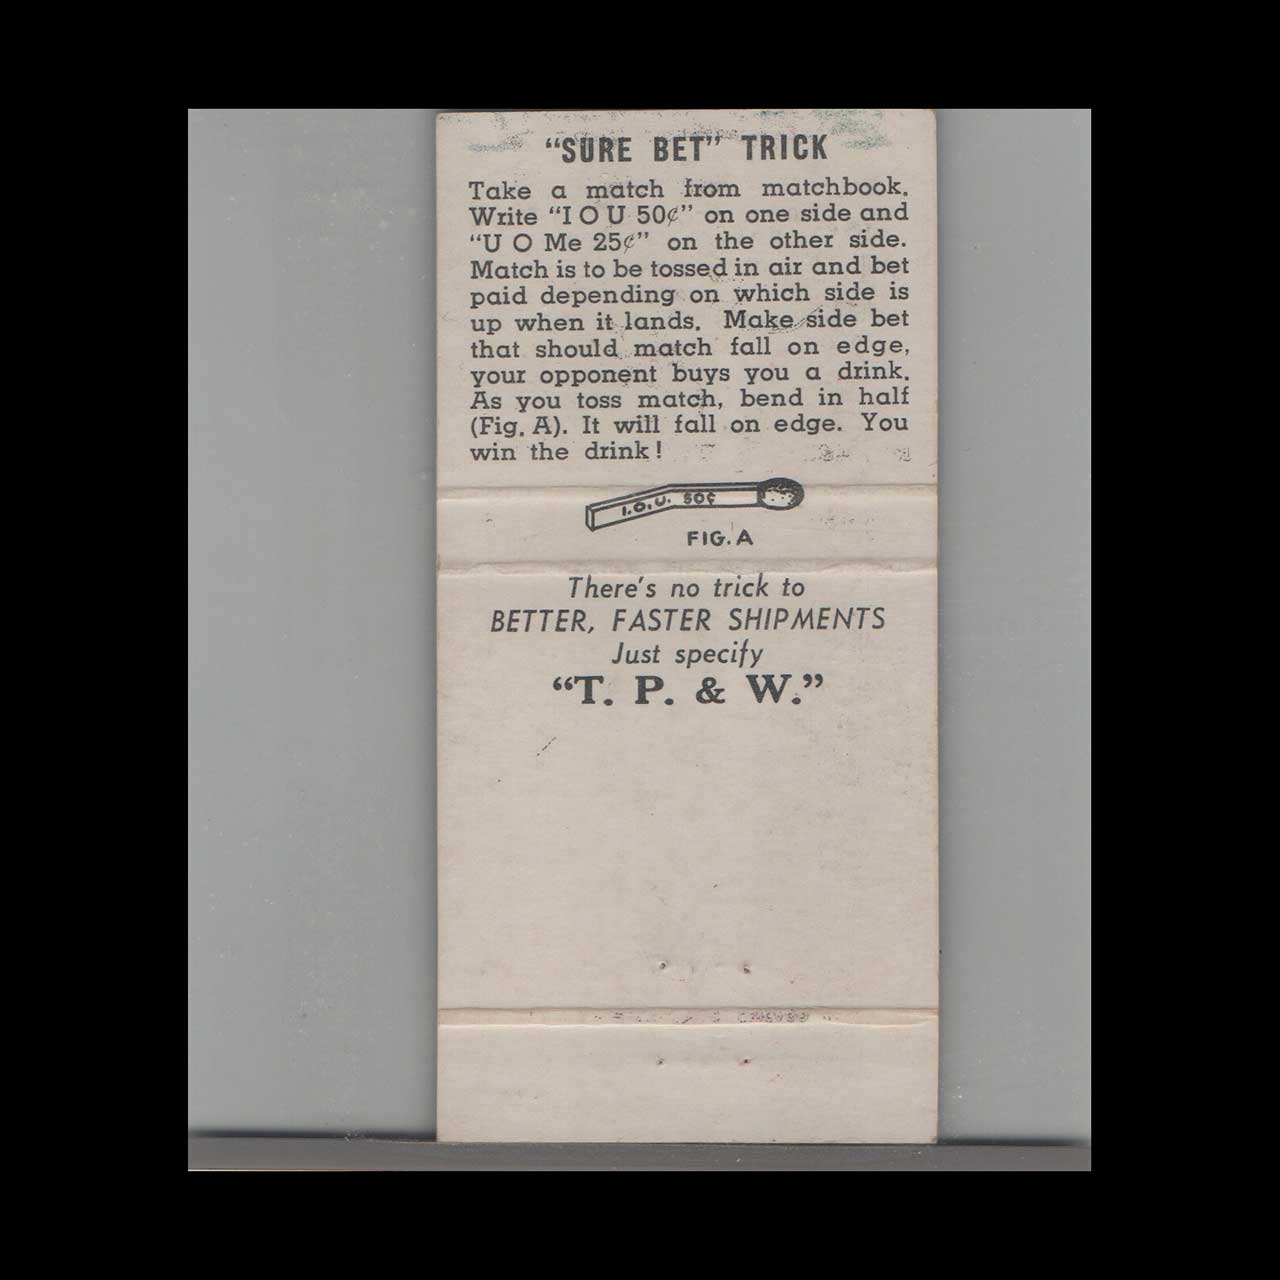 “SURE BET” TRICK
Take a match from matchbook.
Write “I O U 50¢” on one side and
“U O Me 25¢” on the other side.
Match is to be tossed in air and bet
paid depending on which side is
up when it lands. Make side bet
that should match fall on edge,
your opponent buys you a drink.
As you toss match, bend in half
(Fig. A). It will fall on edge. You
win the drink!
I.O.U. 50¢
FIG. A
There's no trick to
BETTER, FASTER SHIPMENTS
Just specify
“T. P. & W.”